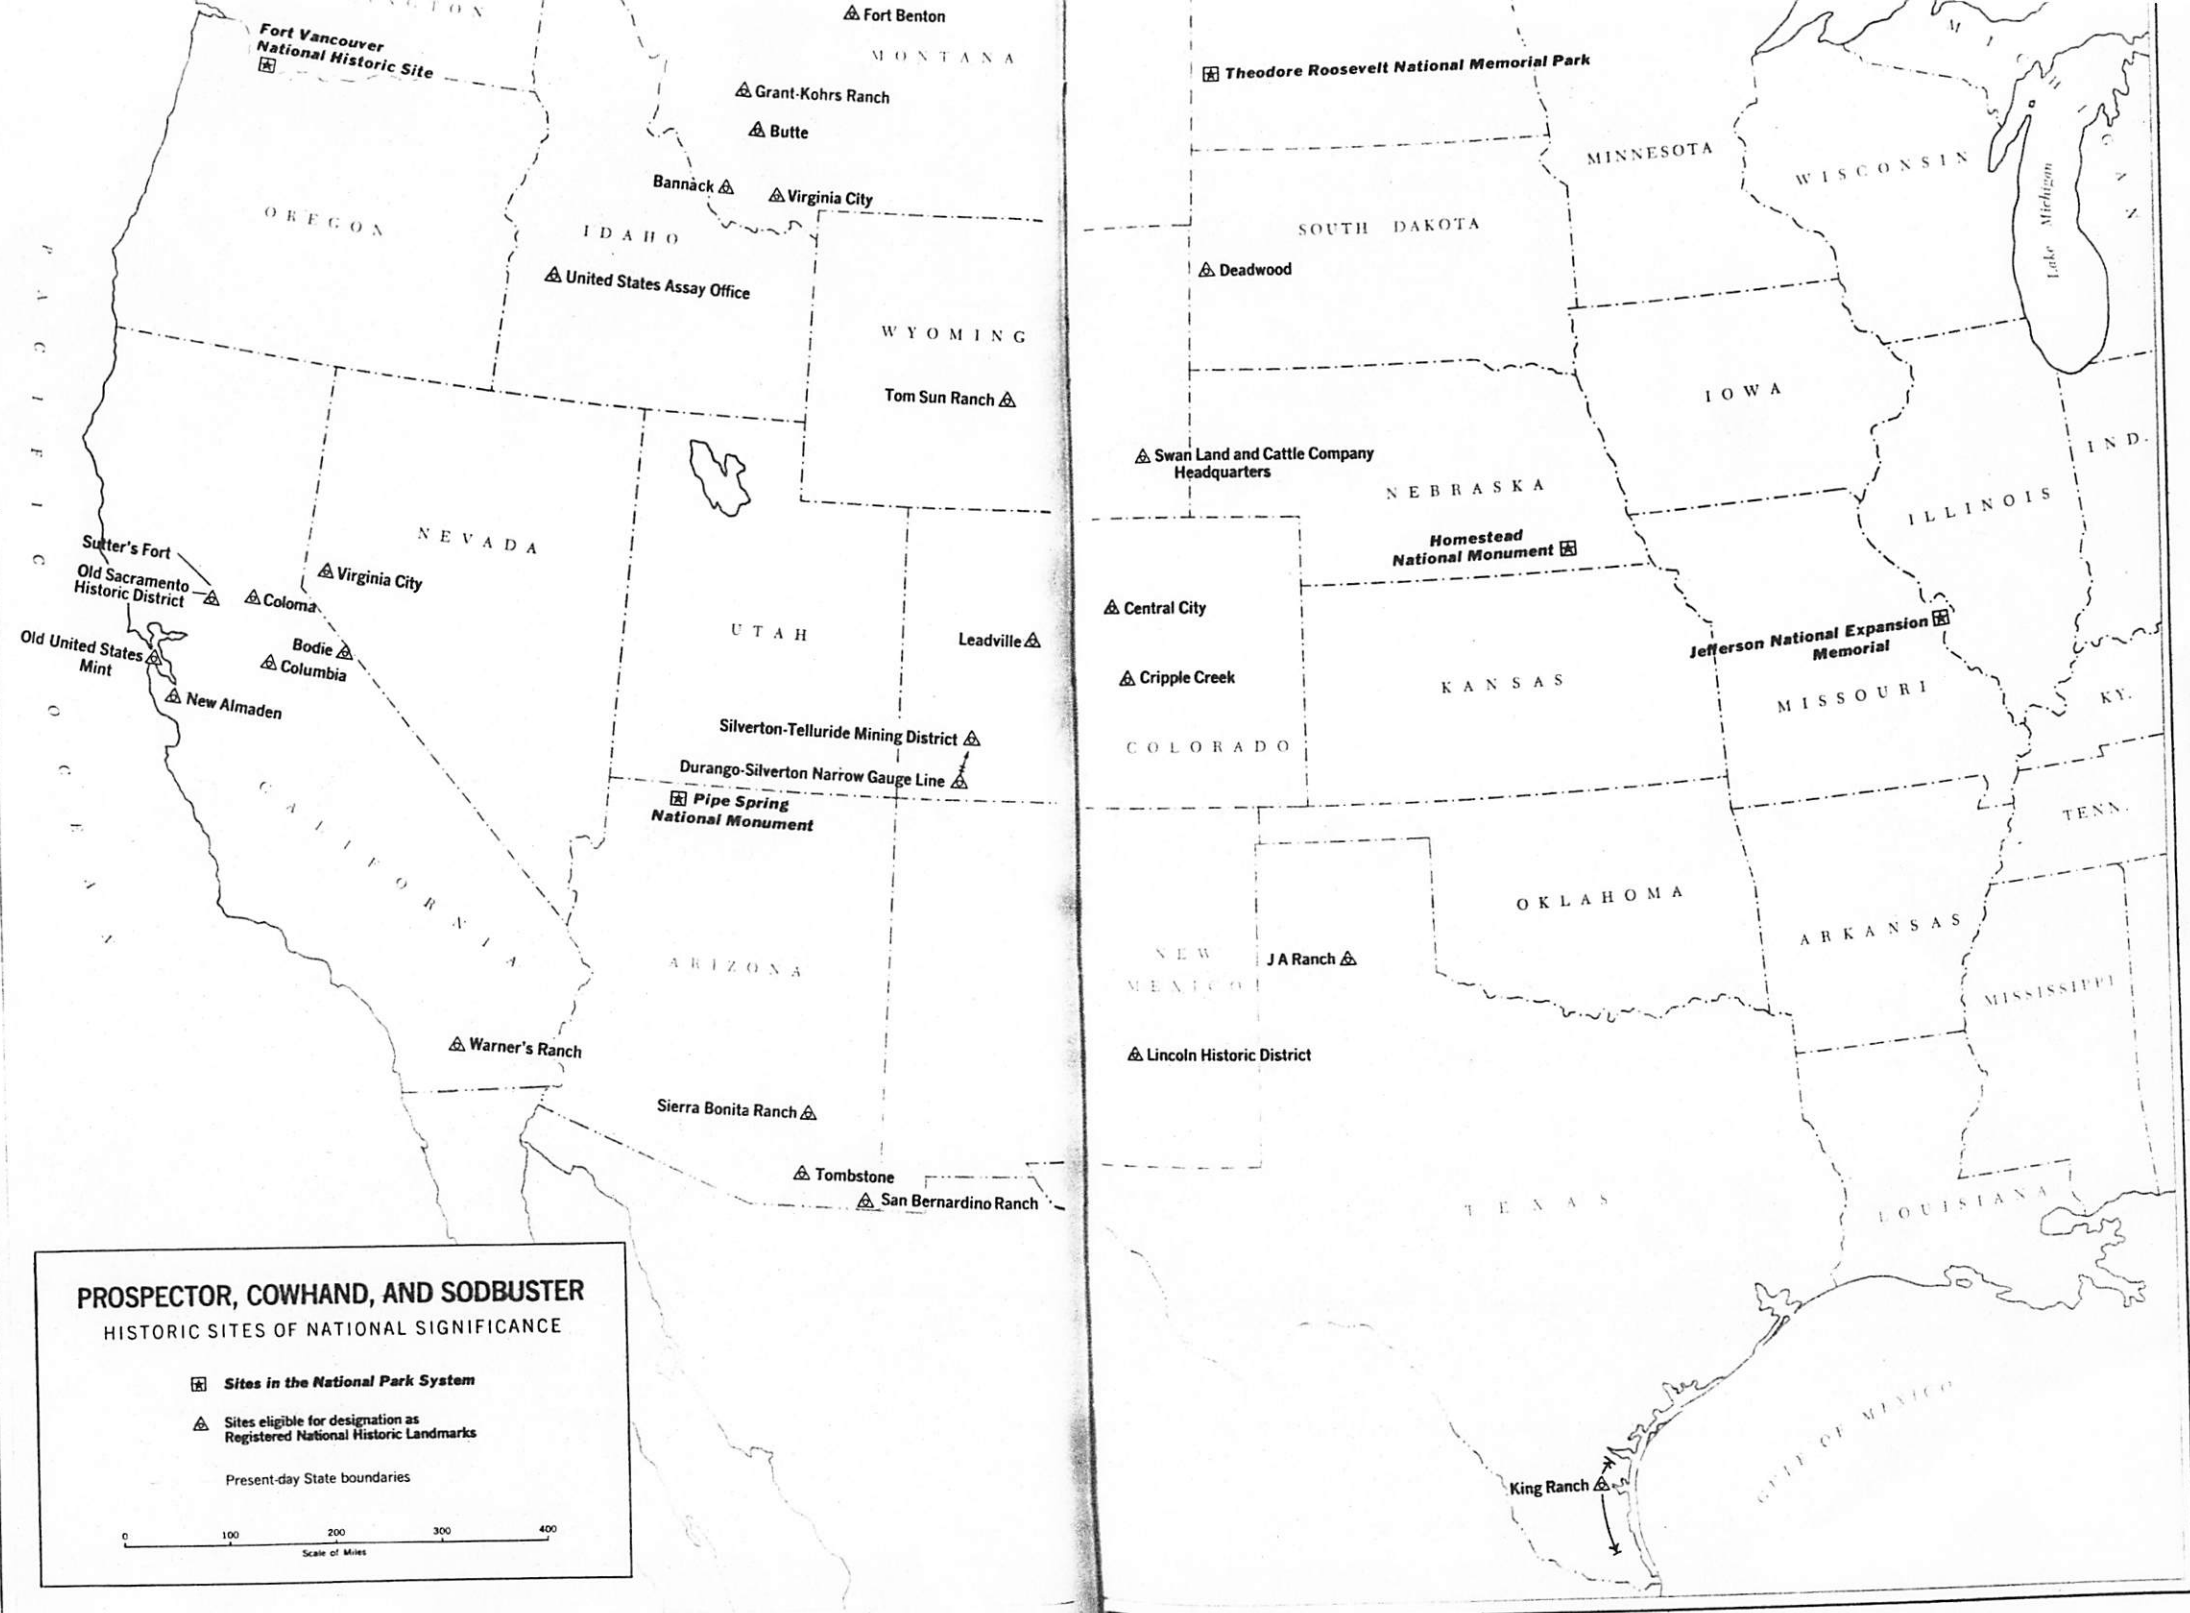 Fort Benton
MONTANA
Fort Vancouver
National Historic Site
Grant-Kohrs Ranch
Butte
Bannack
Virginia City
OREGON
IDAHO
United States Assay Office
WYOMING
Tom Sun Ranch
PACIFIC OCEAN
NEVADA
Sutter's Fort
Old Sacramento
Historic District
Coloma
Virginia City
Old United States
Mint
Bodie
Columbia
New Almaden
UTAH
Leadville
Silverton-Telluride Mining District
Durango-Silverton Narrow Gauge Line
Pipe Spring
National Monument
CALIFORNIA
ARIZONA
Warner's Ranch
Sierra Bonita Ranch
Tombstone
San Bernardino Ranch
Theodore Roosevelt National Memorial Park
MINNESOTA
WISCONSIN
MICHIGAN
Lake Michigan
SOUTH DAKOTA
Deadwood
IOWA
IND.
Swan Land and Cattle Company
Headquarters
NEBRASKA
ILLINOIS
Homestead
National Monument
Central City
Jefferson National Expansion
Memorial
Cripple Creek
KANSAS
MISSOURI
KY.
COLORADO
TENN.
OKLAHOMA
ARKANSAS
NEW
MEXICO
J A Ranch
MISSISSIPPI
Lincoln Historic District
TEXAS
LOUISIANA
GULF OF MEXICO
King Ranch
PROSPECTOR, COWHAND, AND SODBUSTER
HISTORIC SITES OF NATIONAL SIGNIFICANCE
Sites in the National Park System
Sites eligible for designation as
Registered National Historic Landmarks
Present-day State boundaries
0 100 200 300 400
Scale of Miles